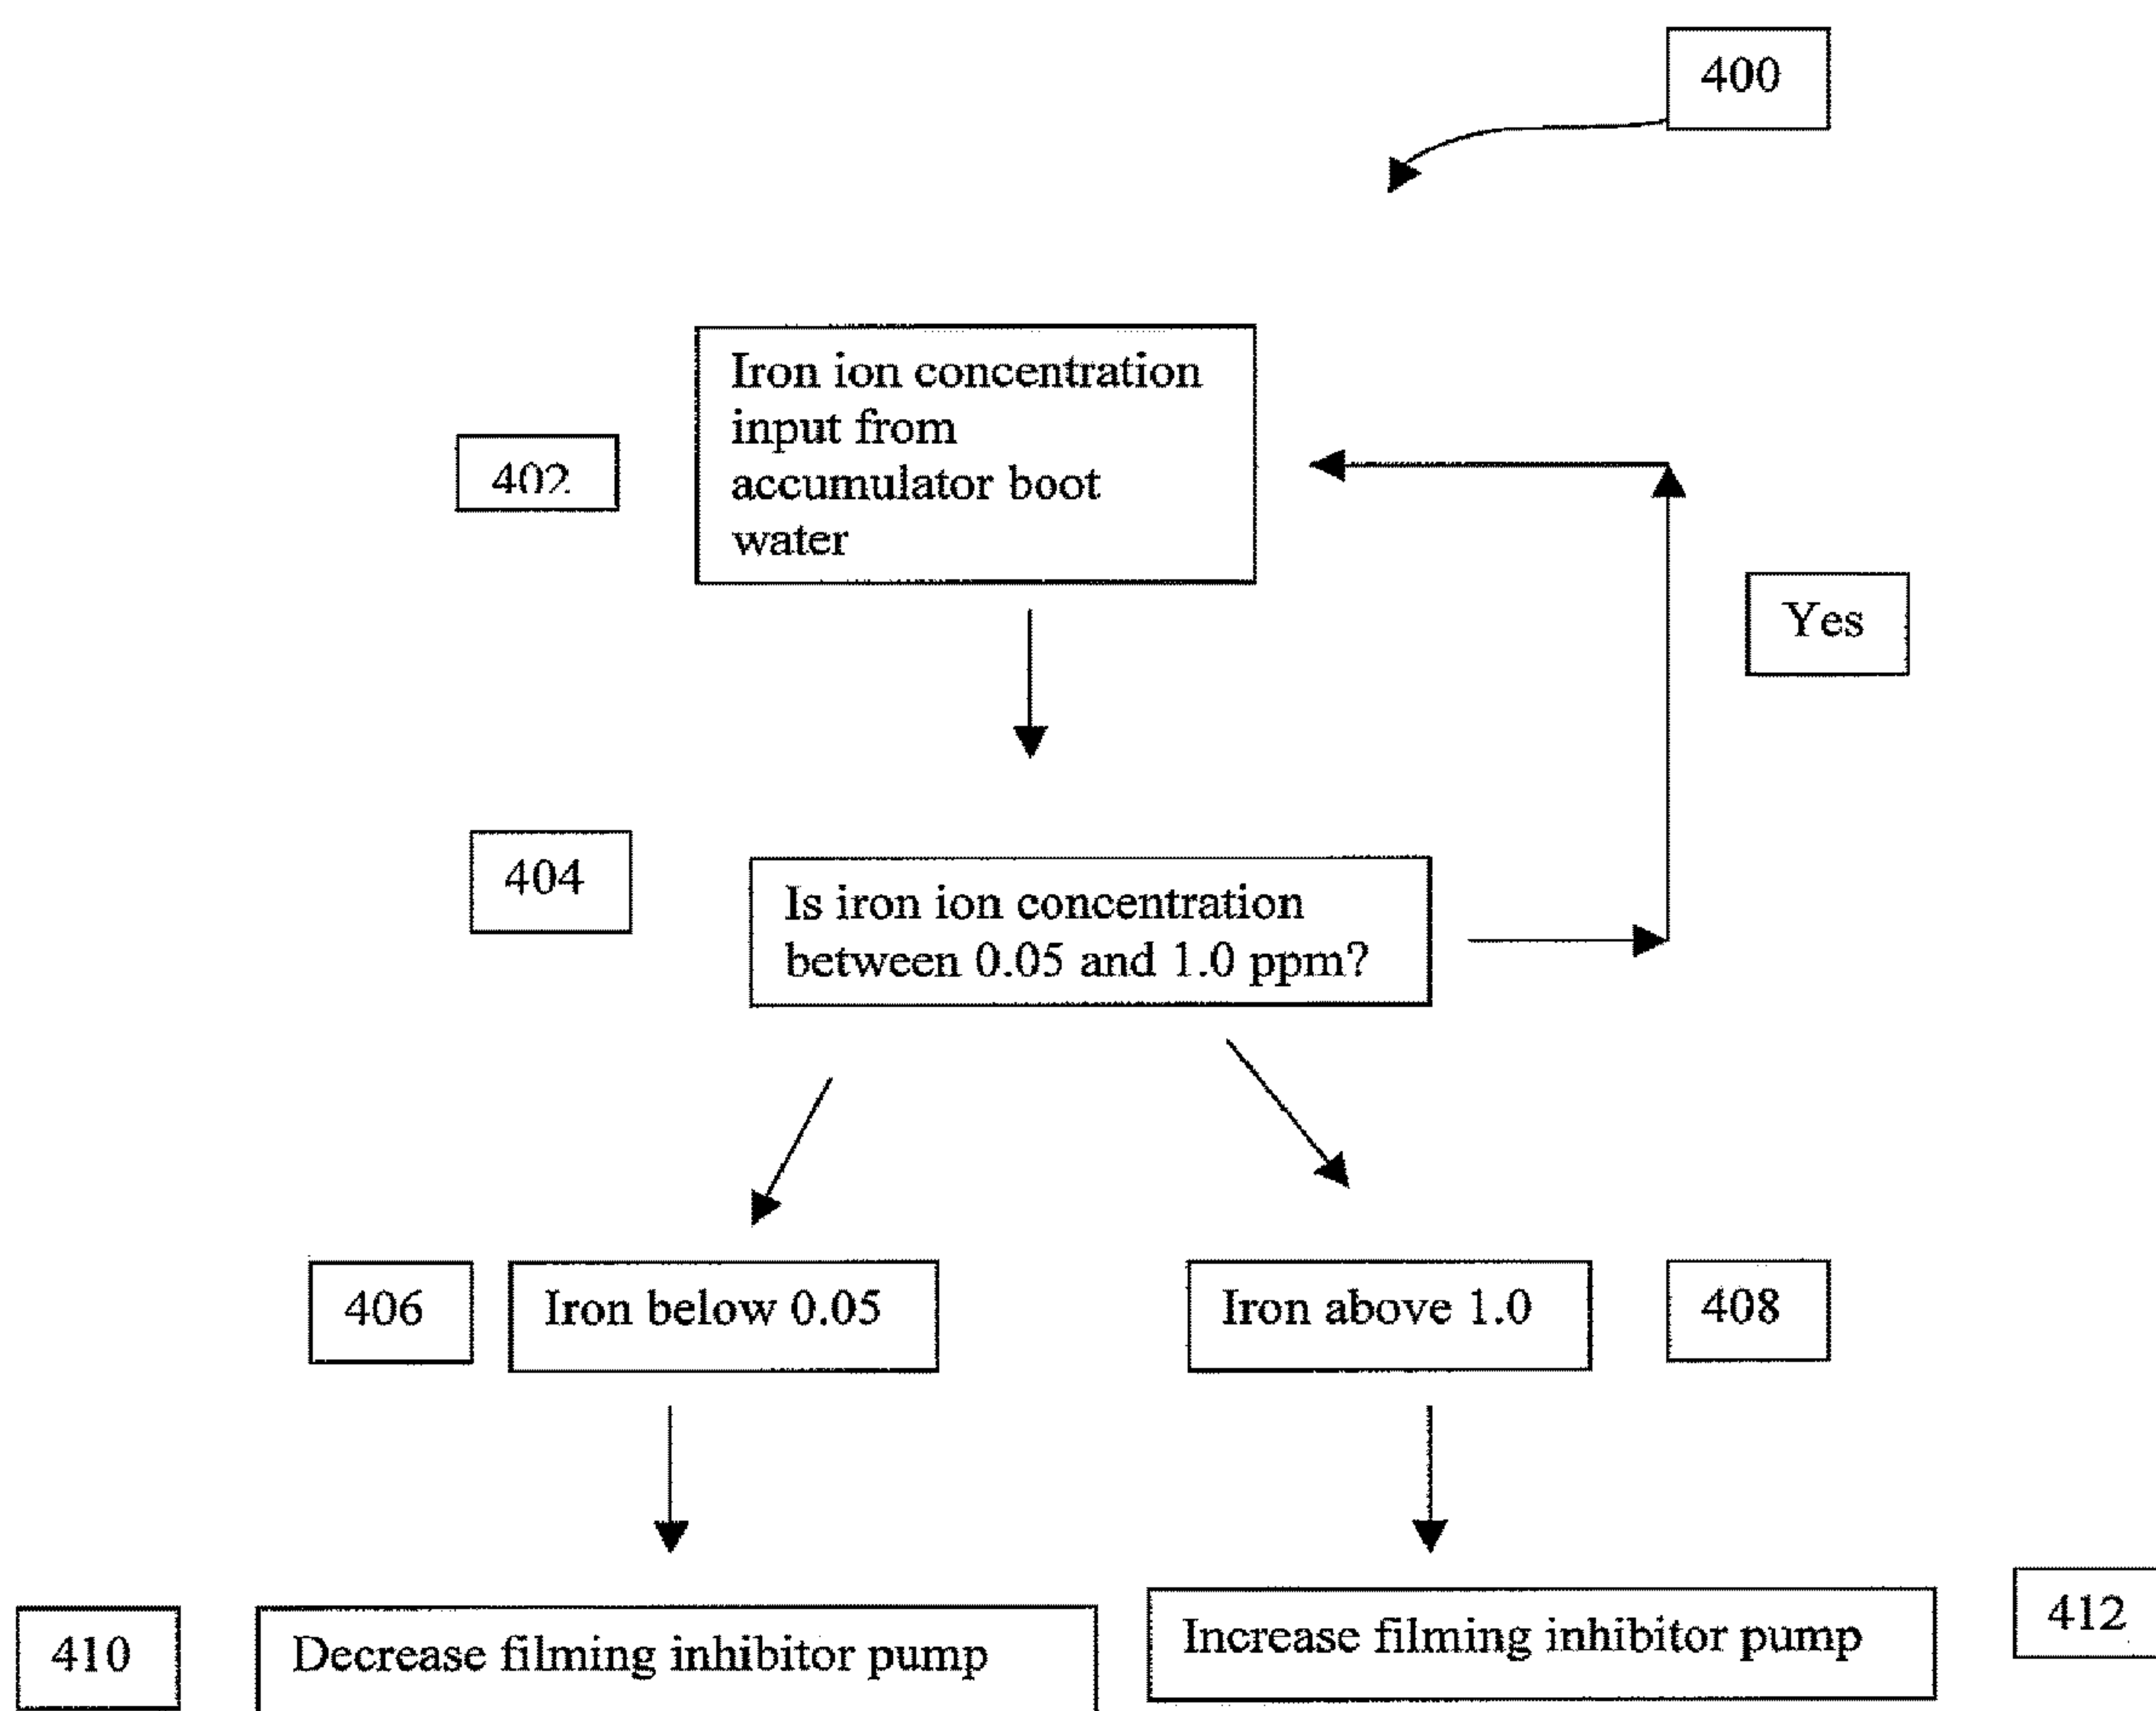 400
Iron ion concentration
input from
accumulator boot
water
402
Yes
404
Is iron ion concentration
between 0.05 and 1.0 ppm?
406
Iron below 0.05
Iron above 1.0
408
410
Decrease filming inhibitor pump
Increase filming inhibitor pump
412